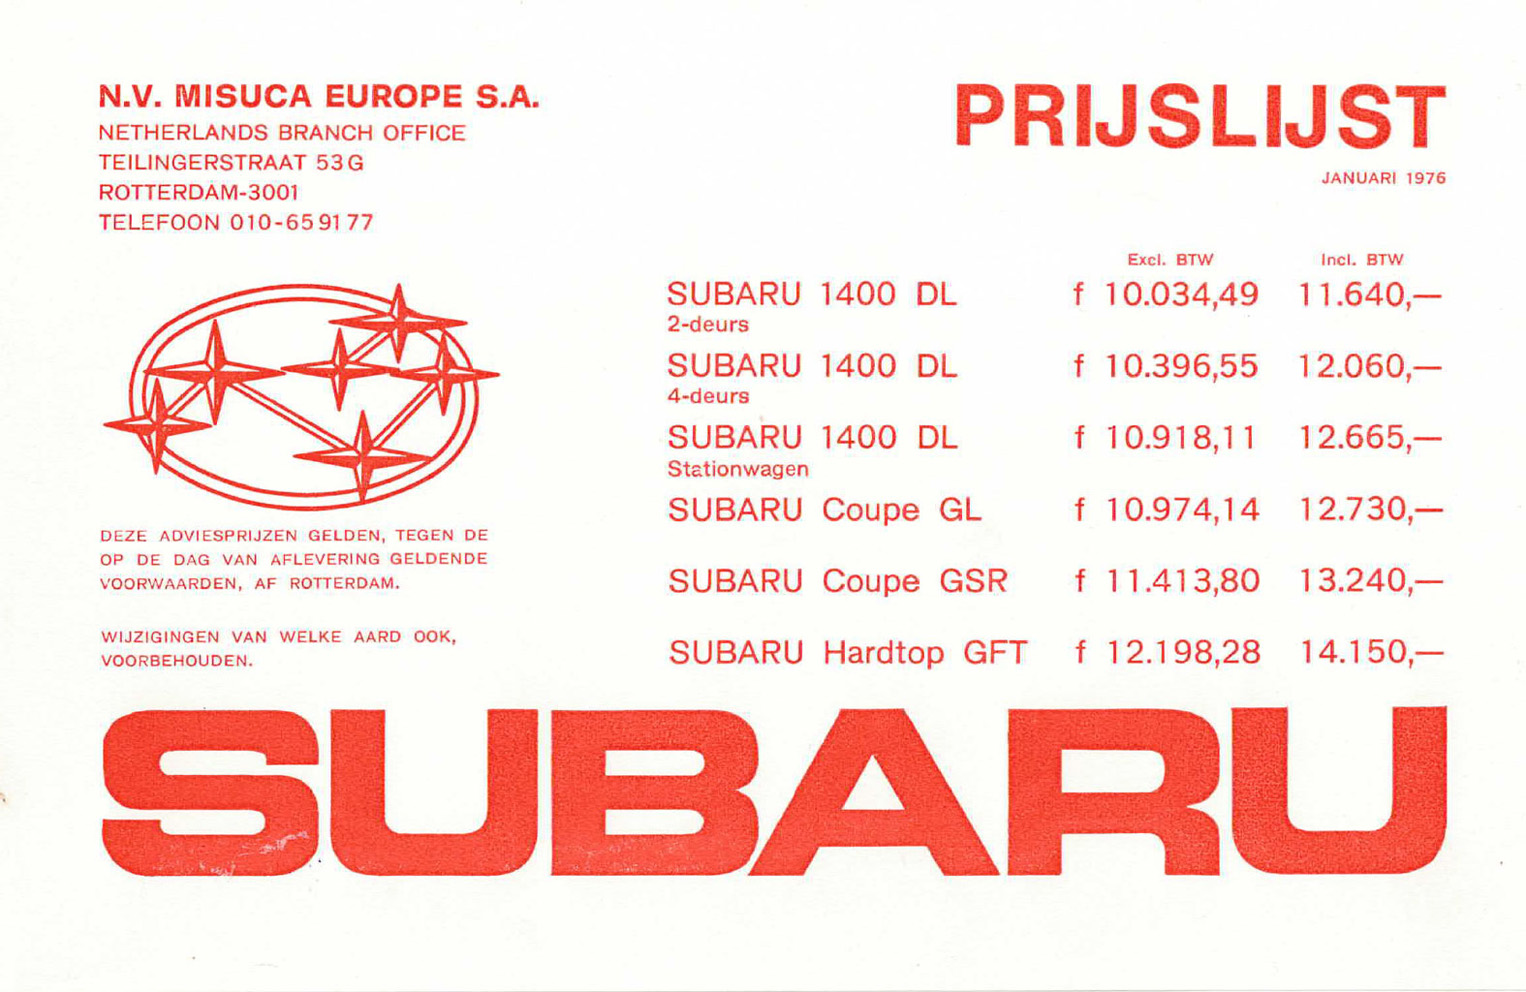 N.V. MISUCA EUROPE S.A.
NETHERLANDS BRANCH OFFICE
TEILINGERSTRAAT 53 G
ROTTERDAM-3001
TELEFOON 010-65 91 77
PRIJSLIJST
JANUARI 1976
Excl. BTW Incl. BTW
SUBARU 1400 DL f 10.034,49 11.640,—
2-deurs
SUBARU 1400 DL f 10.396,55 12.060,—
4-deurs
SUBARU 1400 DL f 10.918,11 12.665,—
Stationwagen
SUBARU Coupe GL f 10.974,14 12.730,—
SUBARU Coupe GSR f 11.413,80 13.240,—
SUBARU Hardtop GFT f 12.198,28 14.150,—
DEZE ADVIESPRIJZEN GELDEN, TEGEN DE
OP DE DAG VAN AFLEVERING GELDENDE
VOORWAARDEN, AF ROTTERDAM.
WIJZIGINGEN VAN WELKE AARD OOK,
VOORBEHOUDEN.
SUBARU